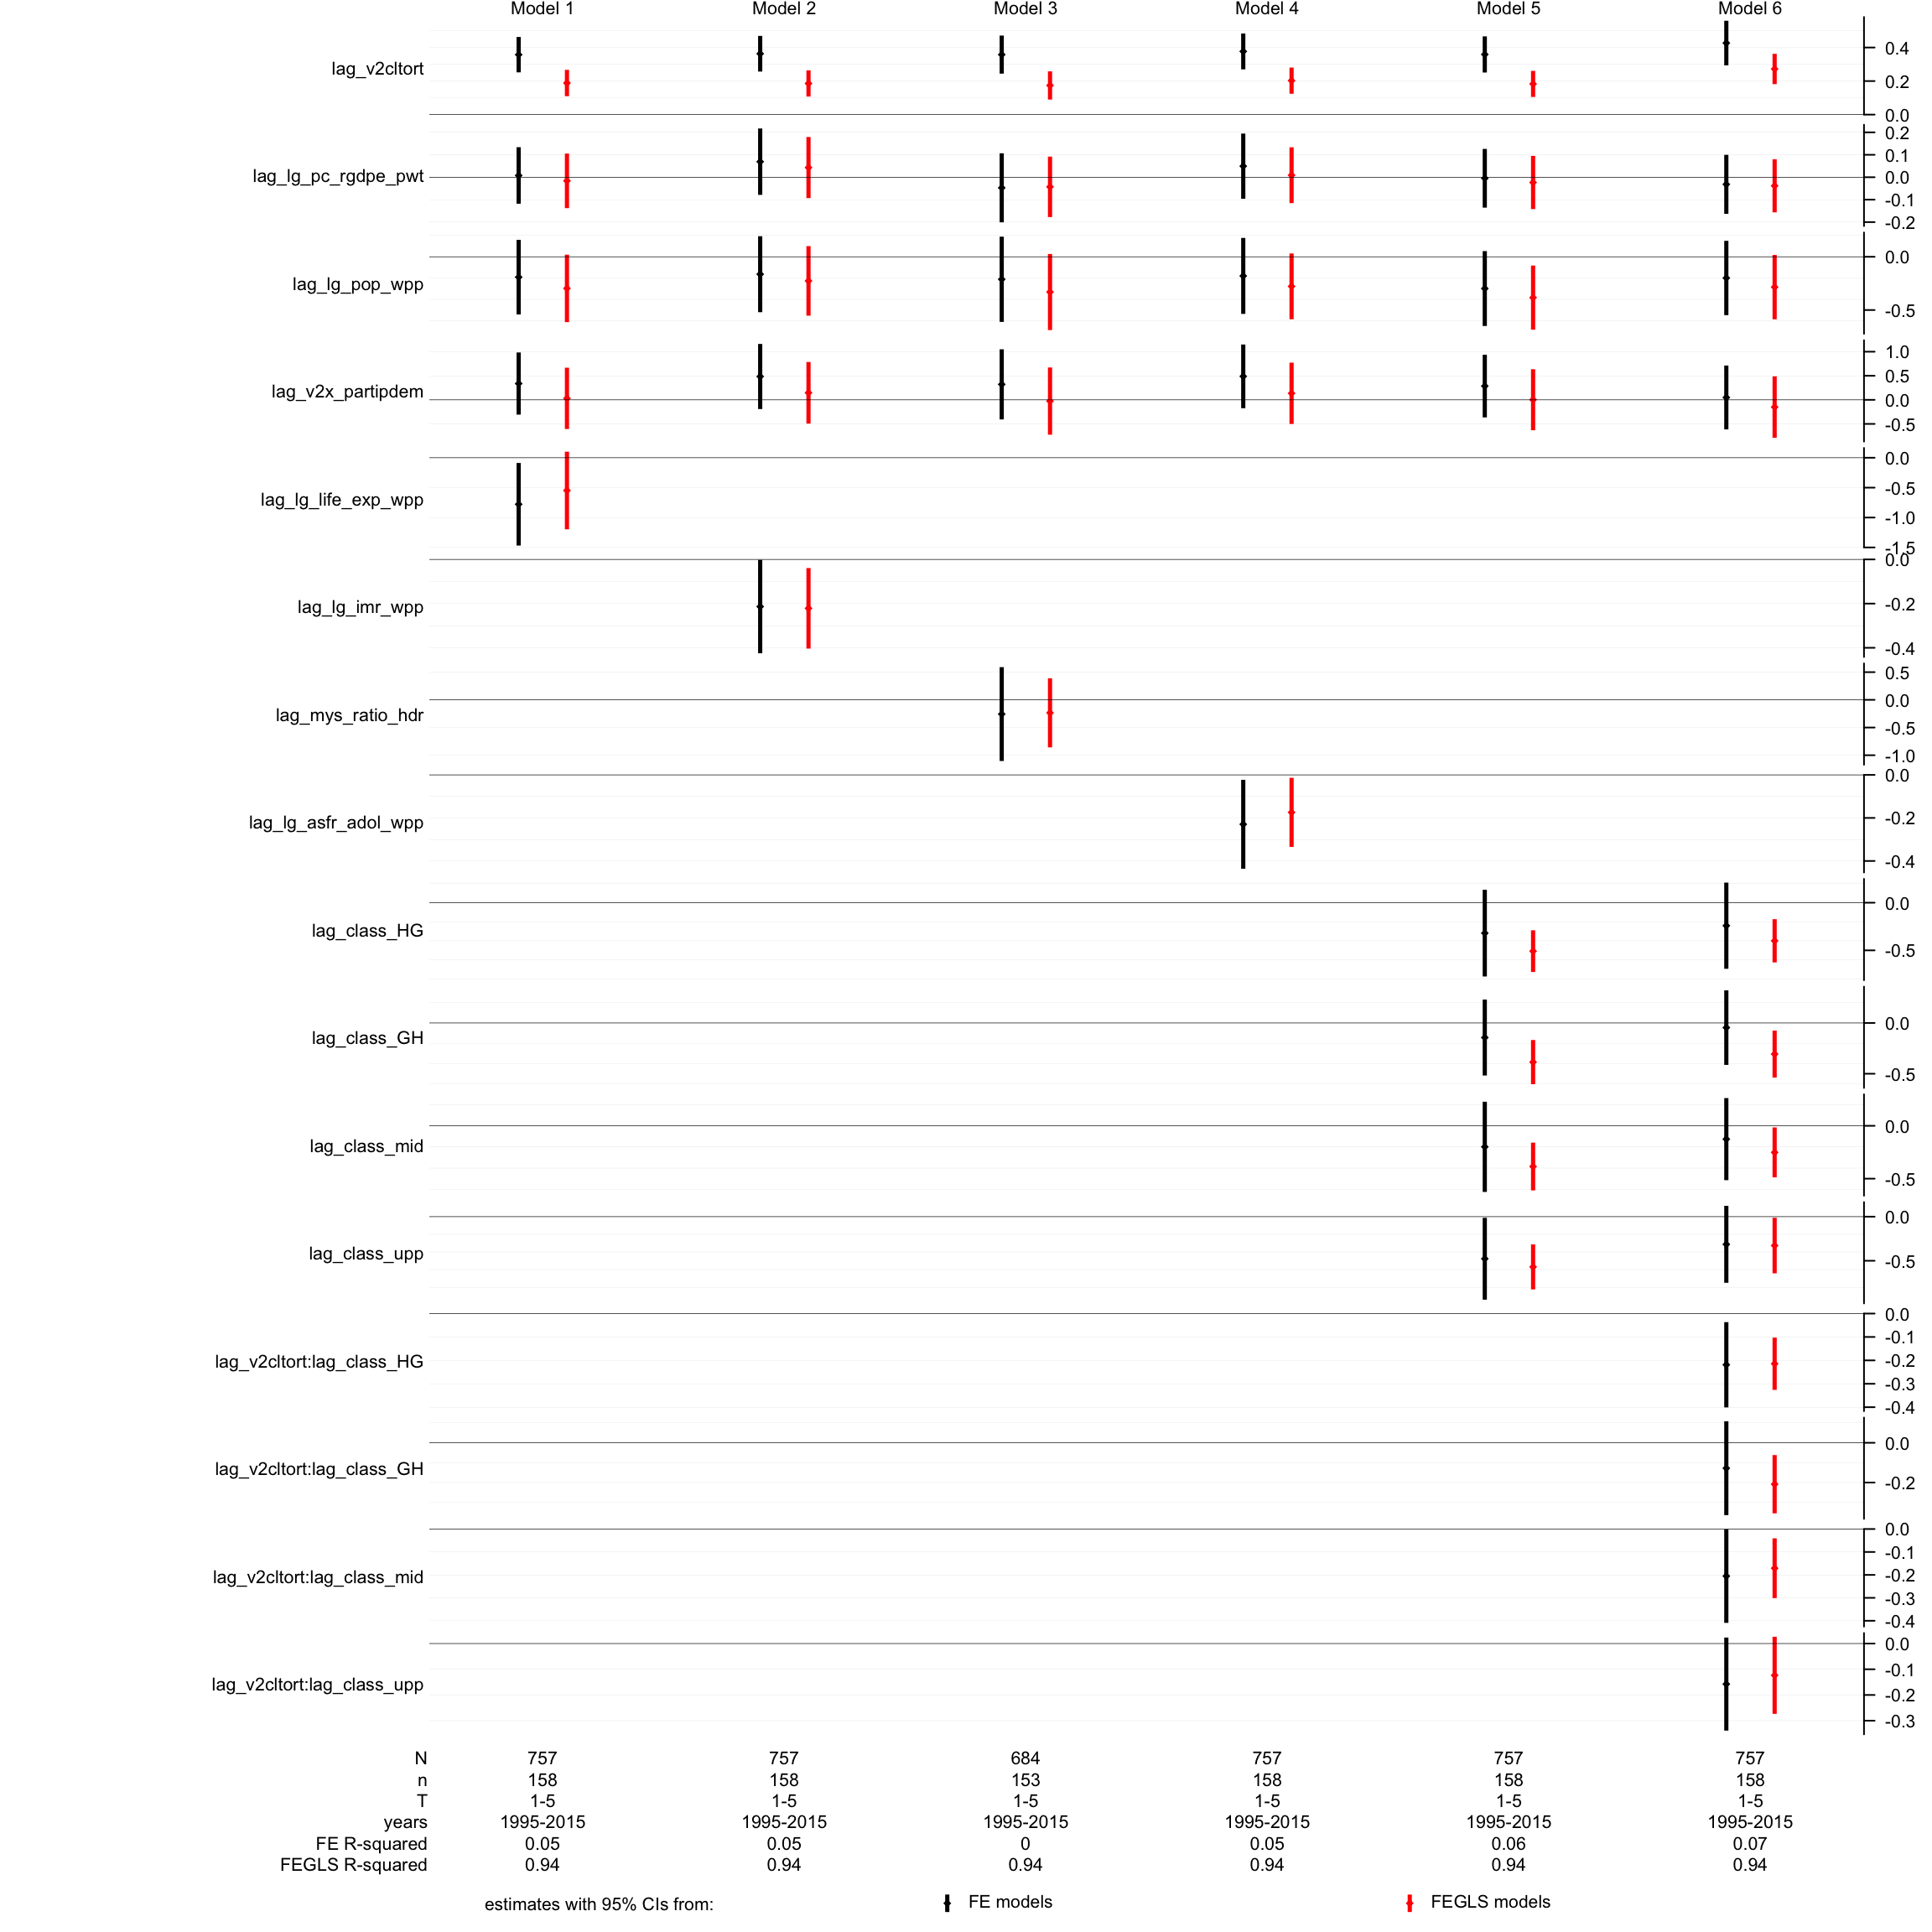 Model 1 Model 2 Model 3 Model 4 Model 5 Model 6
lag_v2cltort
0.4
0.2
0.0
lag_lg_pc_rgdpe_pwt
0.2
0.1
0.0
-0.1
-0.2
lag_lg_pop_wpp
0.0
-0.5
lag_v2x_partipdem
1.0
0.5
0.0
-0.5
lag_lg_life_exp_wpp
0.0
-0.5
-1.0
-1.5
lag_lg_imr_wpp
0.0
-0.2
-0.4
lag_mys_ratio_hdr
0.5
0.0
-0.5
-1.0
lag_lg_asfr_adol_wpp
0.0
-0.2
-0.4
lag_class_HG
0.0
-0.5
lag_class_GH
0.0
-0.5
lag_class_mid
0.0
-0.5
lag_class_upp
0.0
-0.5
lag_v2cltort:lag_class_HG
0.0
-0.1
-0.2
-0.3
-0.4
lag_v2cltort:lag_class_GH
0.0
-0.2
lag_v2cltort:lag_class_mid
0.0
-0.1
-0.2
-0.3
-0.4
lag_v2cltort:lag_class_upp
0.0
-0.1
-0.2
-0.3
N 757 757 684 757 757 757
n 158 158 153 158 158 158
T 1-5 1-5 1-5 1-5 1-5 1-5
years 1995-2015 1995-2015 1995-2015 1995-2015 1995-2015 1995-2015
FE R-squared 0.05 0.05 0 0.05 0.06 0.07
FEGLS R-squared 0.94 0.94 0.94 0.94 0.94 0.94
estimates with 95% CIs from: FE models FEGLS models